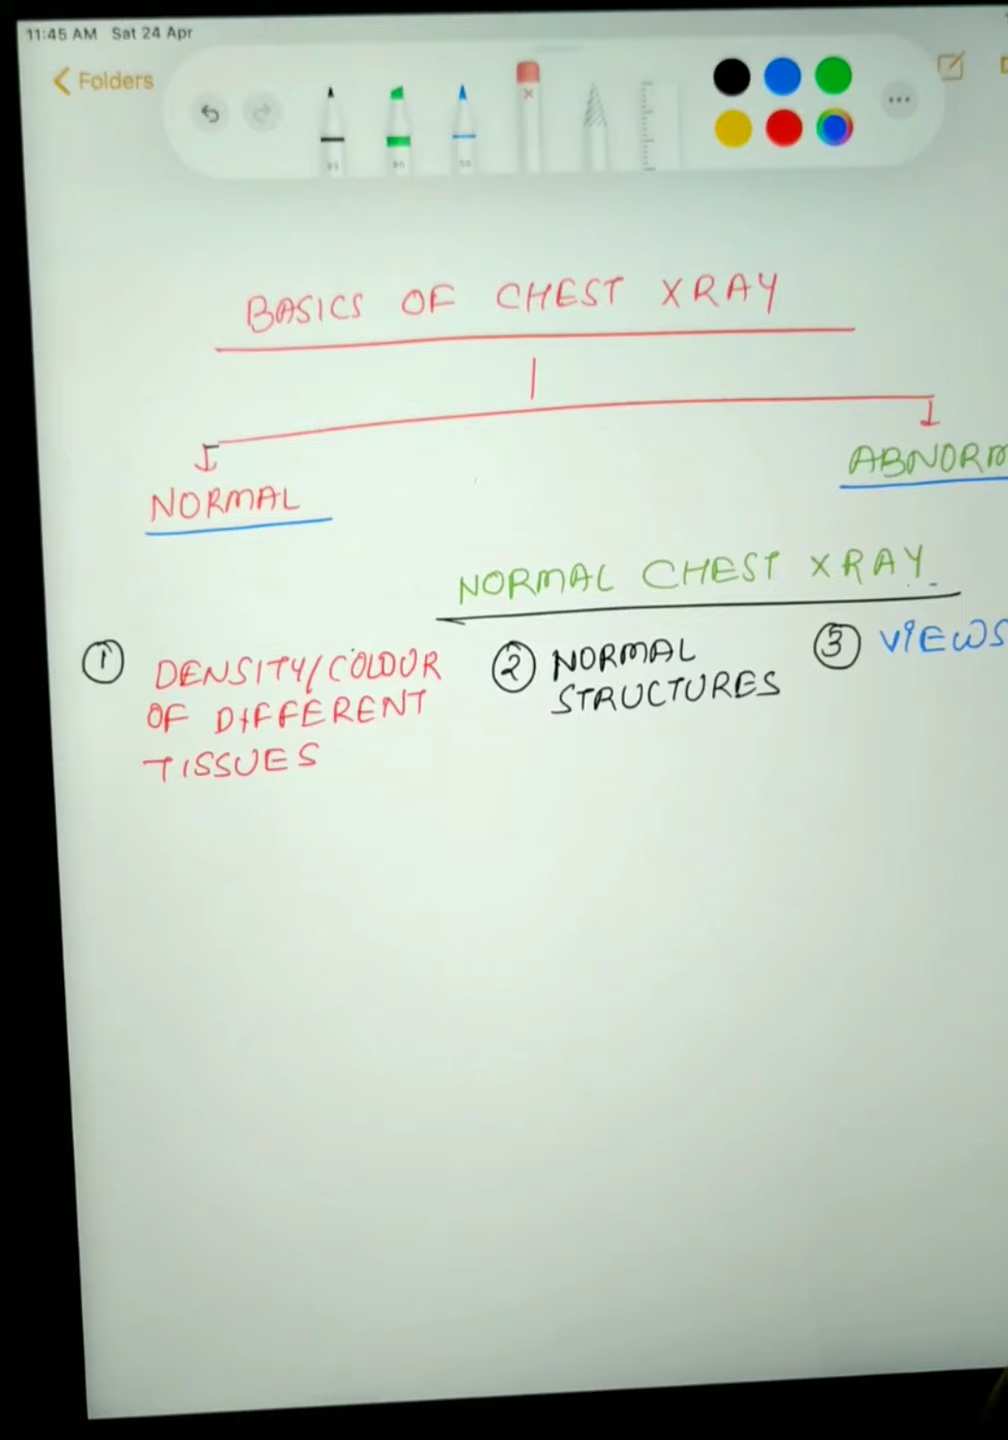 11:45 AM Sat 24 Apr
Folders
BASICS OF CHEST XRAY
NORMAL
ABNORM
NORMAL CHEST XRAY
① DENSITY/COLOUR
OF DIFFERENT
TISSUES
② NORMAL
STRUCTURES
③ VIEWS